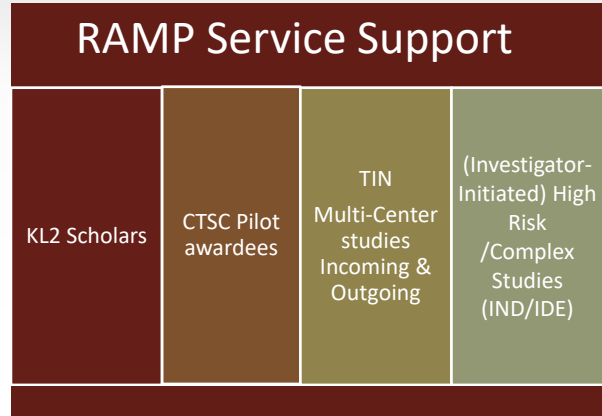 RAMP Service Support
KL2 Scholars
CTSC Pilot
awardees
TIN
Multi-Center
studies
Incoming &
Outgoing
(Investigator-
Initiated) High
Risk
/Complex
Studies
(IND/IDE)